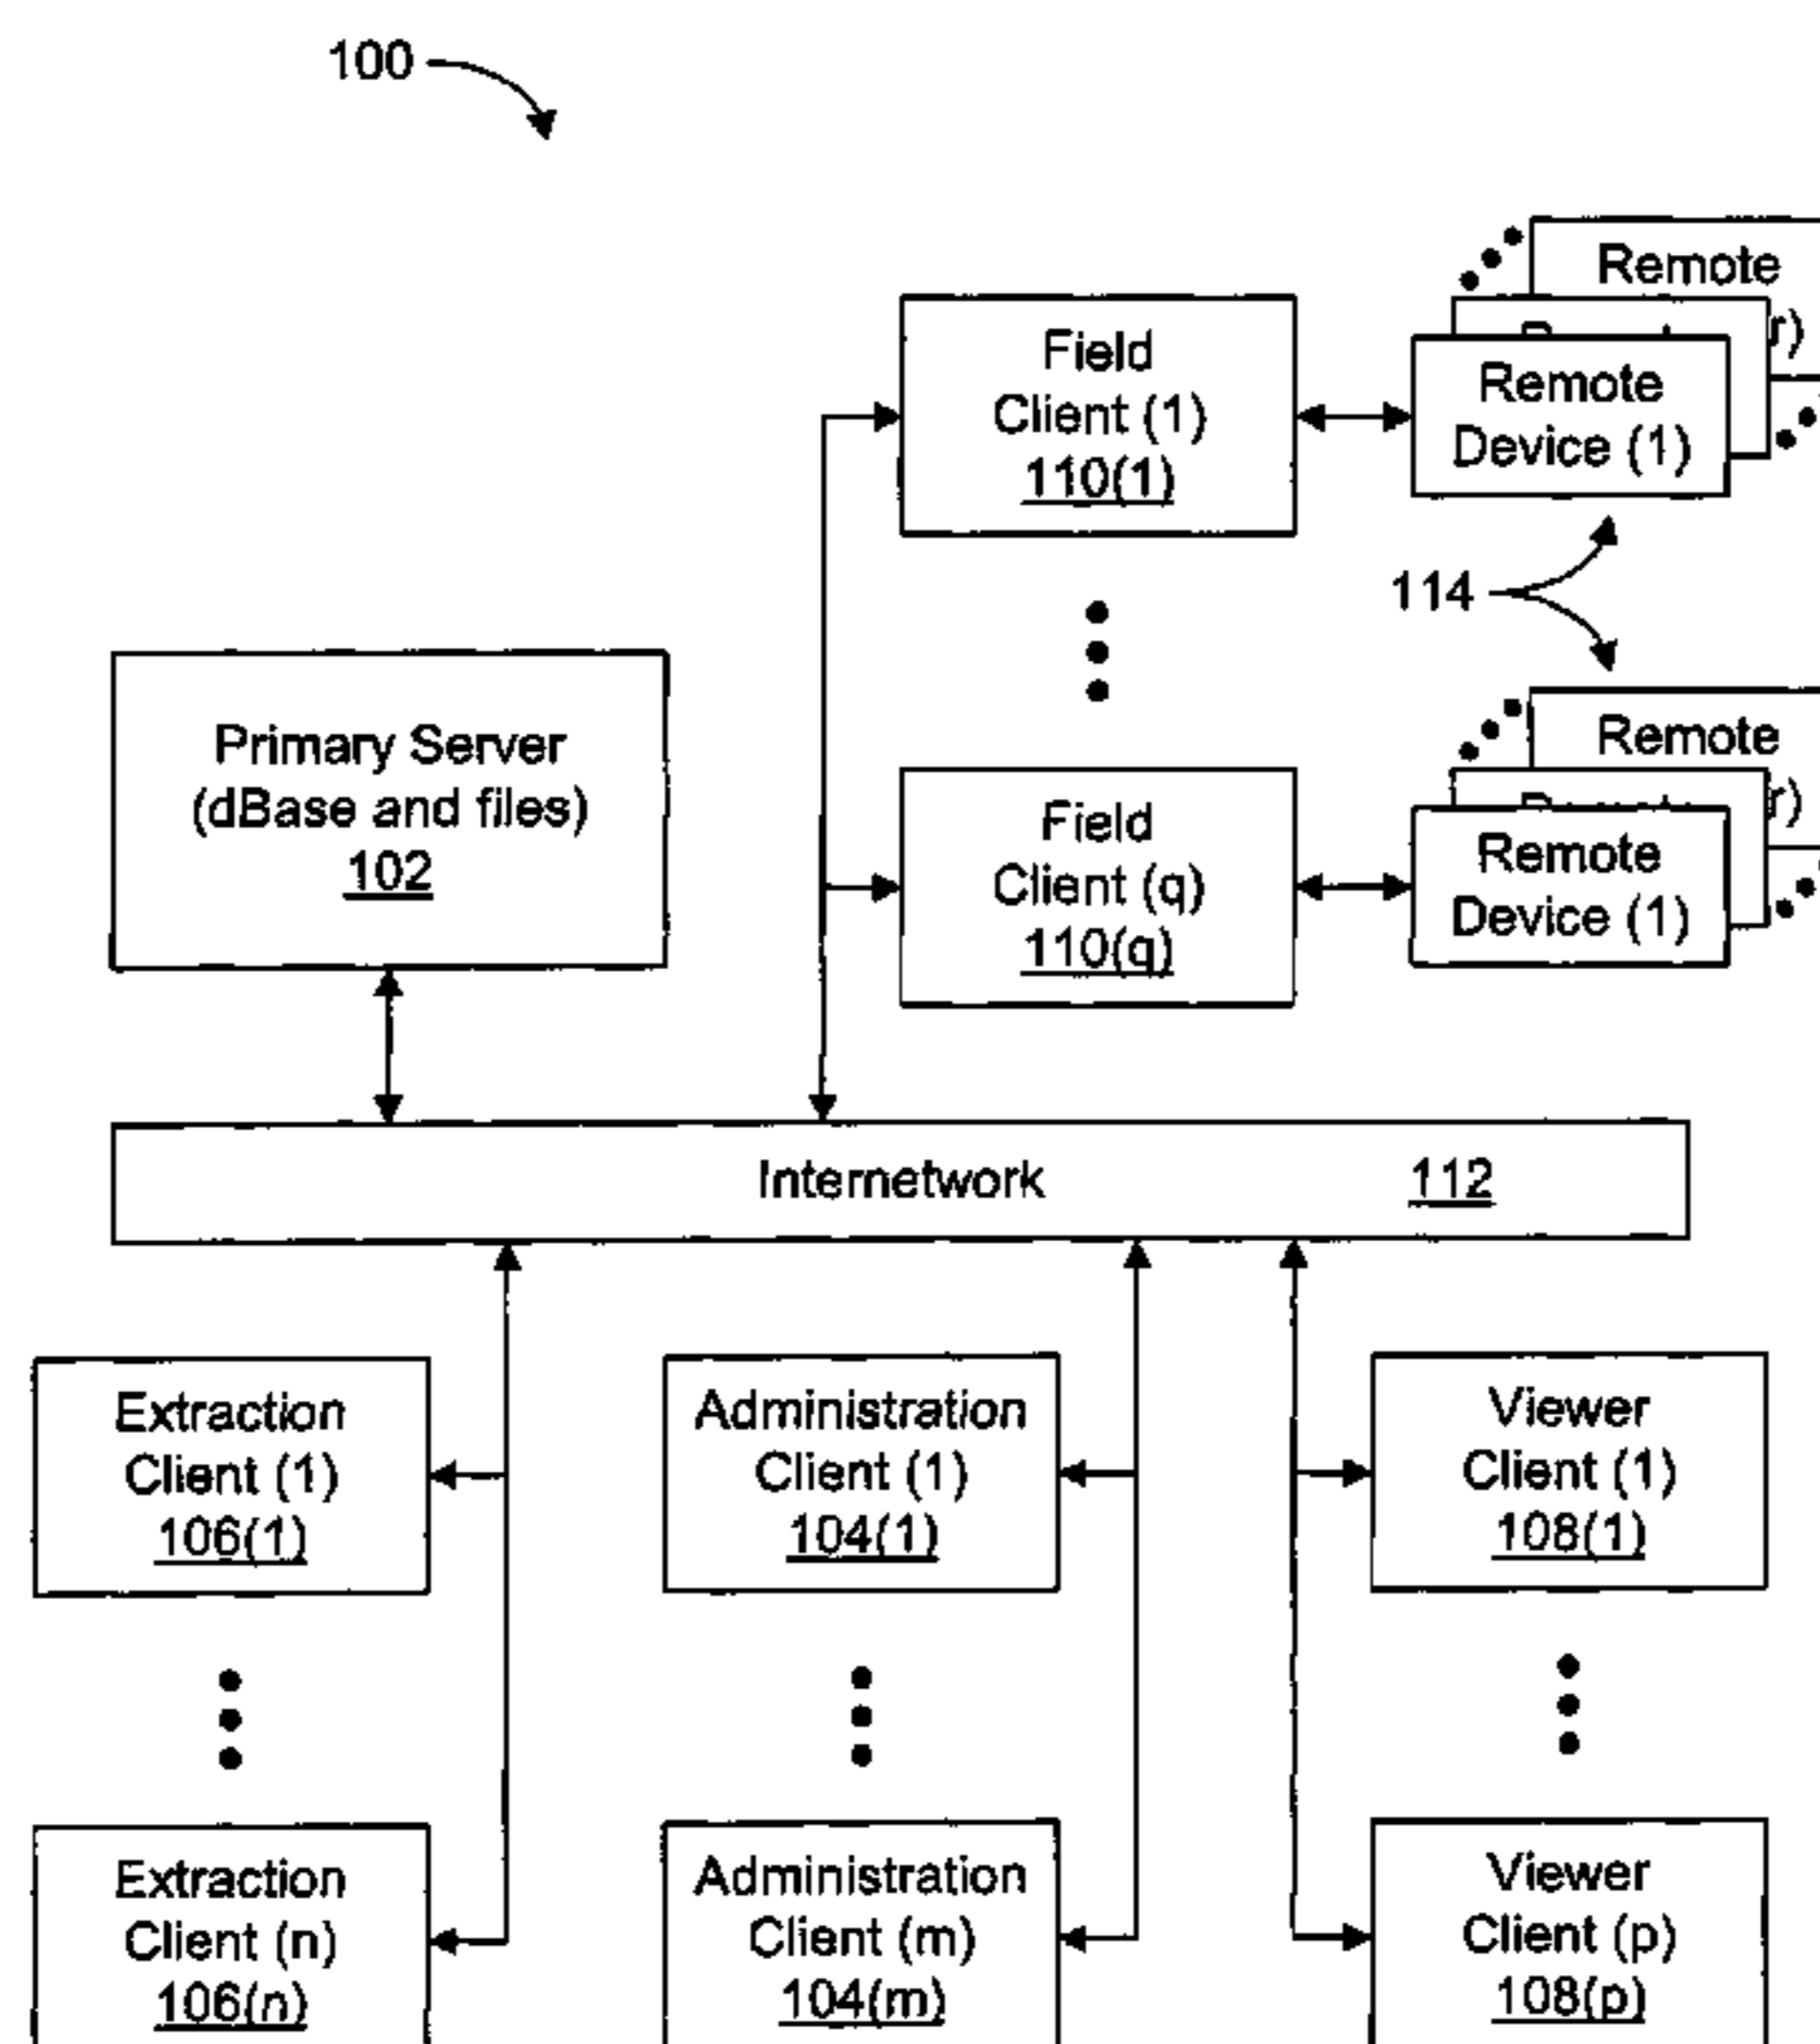 100
Remote
r)
Field
Client (1)
110(1)
Remote
Device (1)
114
Primary Server
(dBase and files)
102
Remote
r)
Field
Client (q)
110(q)
Remote
Device (1)
Internetwork 112
Extraction
Client (1)
106(1)
Administration
Client (1)
104(1)
Viewer
Client (1)
108(1)
Extraction
Client (n)
106(n)
Administration
Client (m)
104(m)
Viewer
Client (p)
108(p)